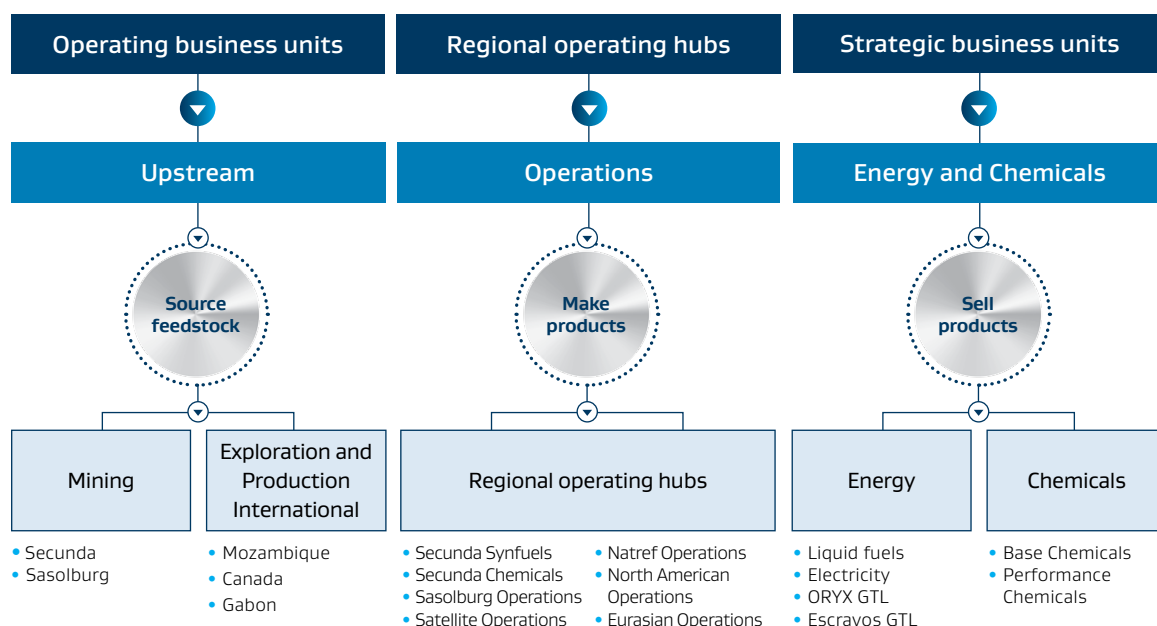 Operating business units
Regional operating hubs
Strategic business units
Upstream
Operations
Energy and Chemicals
Source
feedstock
Make
products
Sell
products
Mining
Exploration and
Production
International
Regional operating hubs
Energy
Chemicals
• Secunda
• Sasolburg
• Mozambique
• Canada
• Gabon
• Secunda Synfuels
• Secunda Chemicals
• Sasolburg Operations
• Satellite Operations
• Natref Operations
• North American
Operations
• Eurasian Operations
• Liquid fuels
• Electricity
• ORYX GTL
• Escravos GTL
• Base Chemicals
• Performance
Chemicals